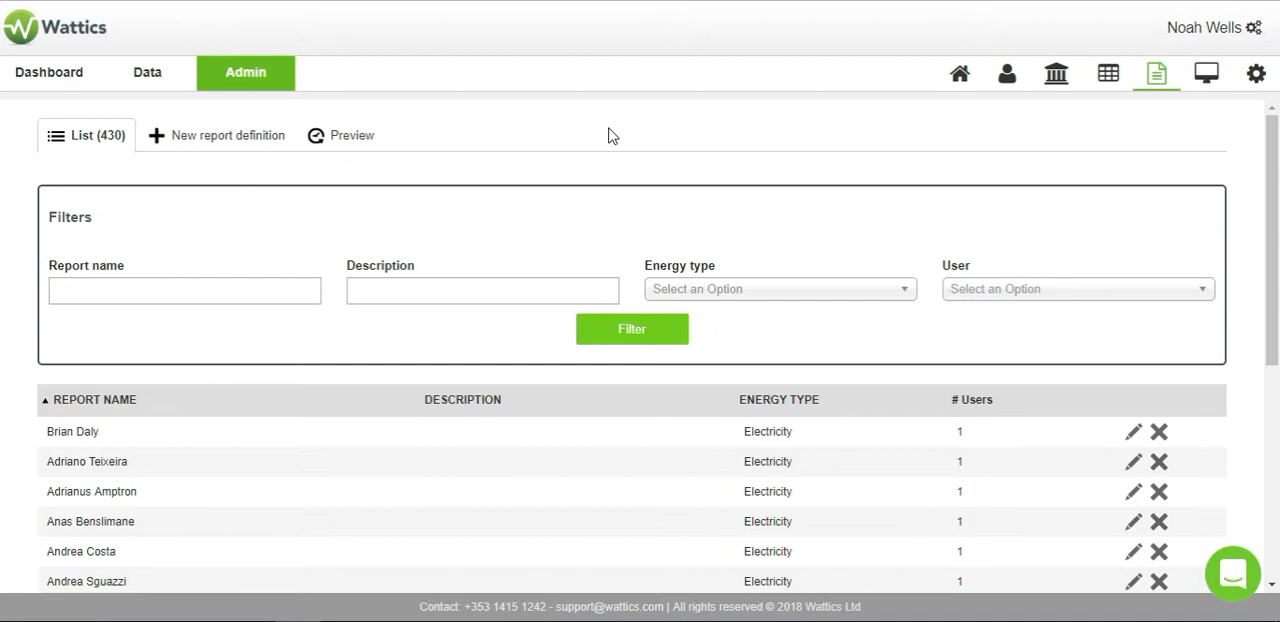 Wattics
Noah Wells
Dashboard Data Admin
List (430) New report definition Preview
Filters
Report name Description Energy type User
Select an Option Select an Option
Filter
REPORT NAME DESCRIPTION ENERGY TYPE # Users
Brian Daly Electricity 1
Adriano Teixeira Electricity 1
Adrianus Amptron Electricity 1
Anas Benslimane Electricity 1
Andrea Costa Electricity 1
Andrea Sguazzi Electricity 1
Contact: +353 1415 1242 - support@wattics.com | All rights reserved © 2018 Wattics Ltd